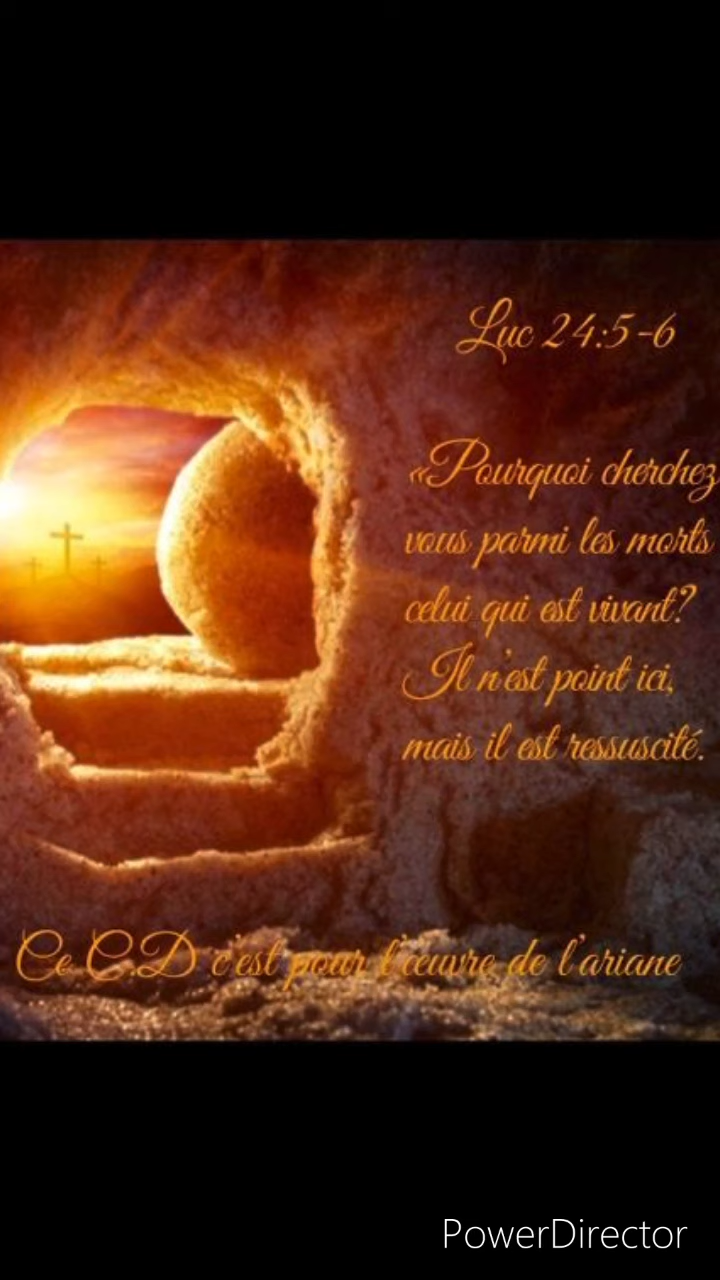 Luc 24:5-6
«Pourquoi cherchez
vous parmi les morts
celui qui est vivant?
Il n'est point ici,
mais il est ressuscité.
Ce C.D c'est pour l'œuvre de l'ariane
PowerDirector